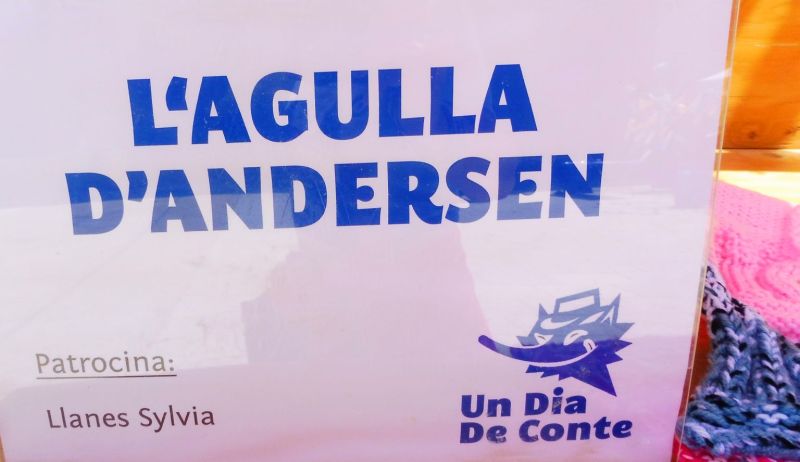 L‘AGULLA
D’ANDERSEN
Patrocina:
Llanes Sylvia
Un Dia
De Conte